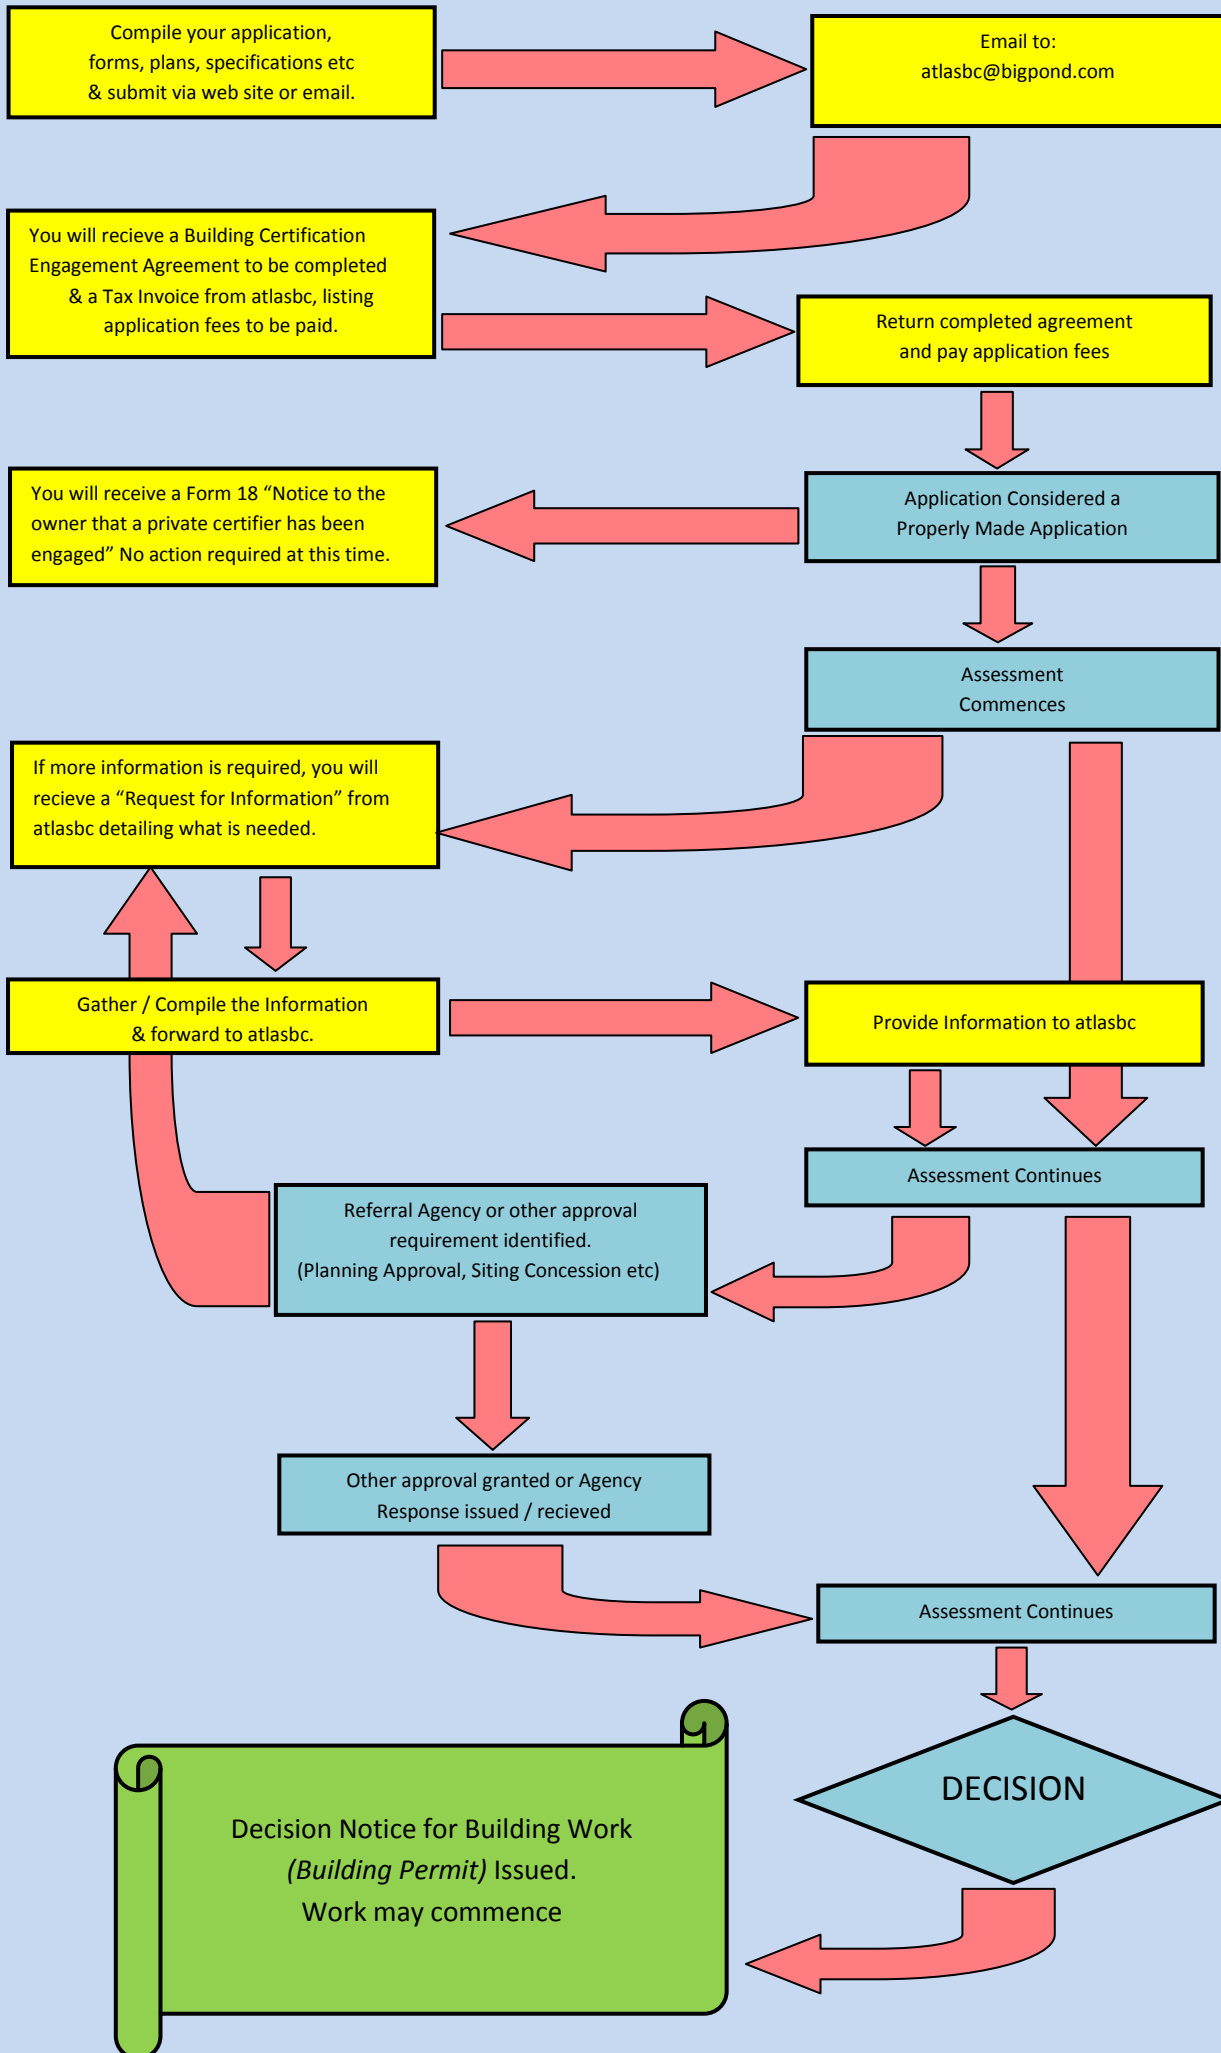 Compile your application,
forms, plans, specifications etc
& submit via web site or email.
Email to:
atlasbc@bigpond.com
You will recieve a Building Certification
Engagement Agreement to be completed
& a Tax Invoice from atlasbc, listing
application fees to be paid.
Return completed agreement
and pay application fees
You will receive a Form 18 “Notice to the
owner that a private certifier has been
engaged” No action required at this time.
Application Considered a
Properly Made Application
Assessment
Commences
If more information is required, you will
recieve a “Request for Information” from
atlasbc detailing what is needed.
Gather / Compile the Information
& forward to atlasbc.
Provide Information to atlasbc
Assessment Continues
Referral Agency or other approval
requirement identified.
(Planning Approval, Siting Concession etc)
Other approval granted or Agency
Response issued / recieved
Assessment Continues
DECISION
Decision Notice for Building Work
(Building Permit) Issued.
Work may commence